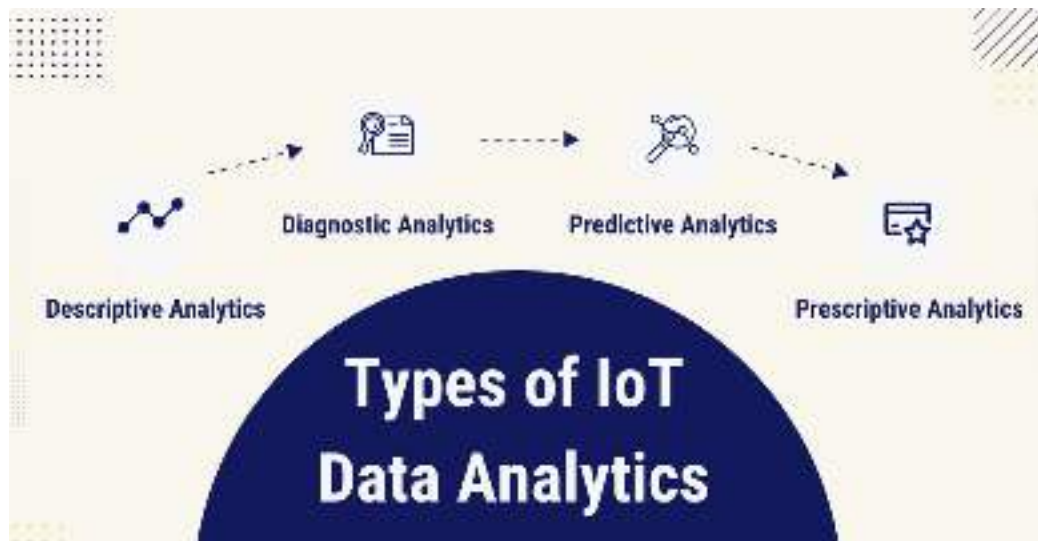 Descriptive Analytics
Diagnostic Analytics
Predictive Analytics
Prescriptive Analytics
Types of IoT
Data Analytics